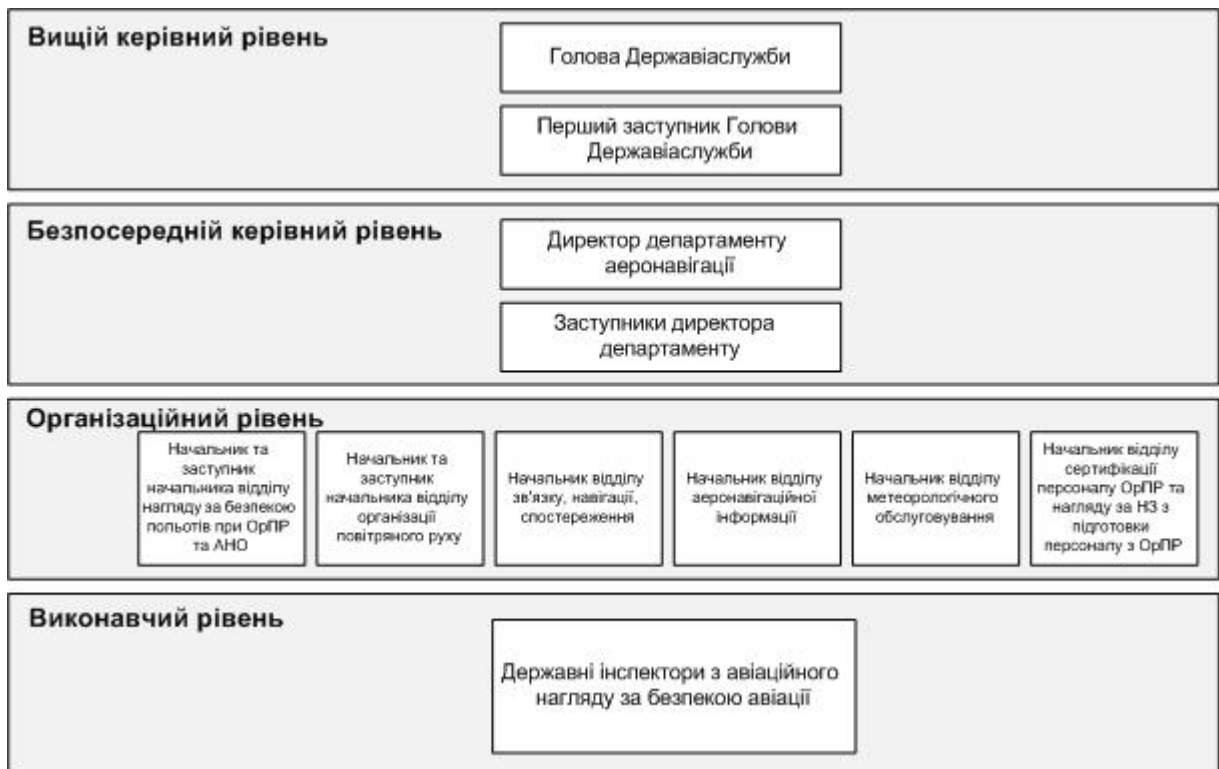 Вищій керівний рівень
Голова Державіаслужби
Перший заступник Голови
Державіаслужби
Безпосередній керівний рівень
Директор департаменту
аеронавігації
Заступники директора
департаменту
Організаційний рівень
Начальник та
заступник
начальника відділу
нагляду за безпекою
польотів при ОрПР
та АНО
Начальник та
заступник
начальника відділу
організації
повітряного руху
Начальник відділу
зв'язку, навігації,
спостереження
Начальник відділу
аеронавігаційної
інформації
Начальник відділу
метеорологічного
обслуговування
Начальник відділу
сертифікації
персоналу ОрПР та
нагляду за НЗ з
підготовки
персоналу з ОрПР
Виконавчий рівень
Державні інспектори з авіаційного
нагляду за безпекою авіації